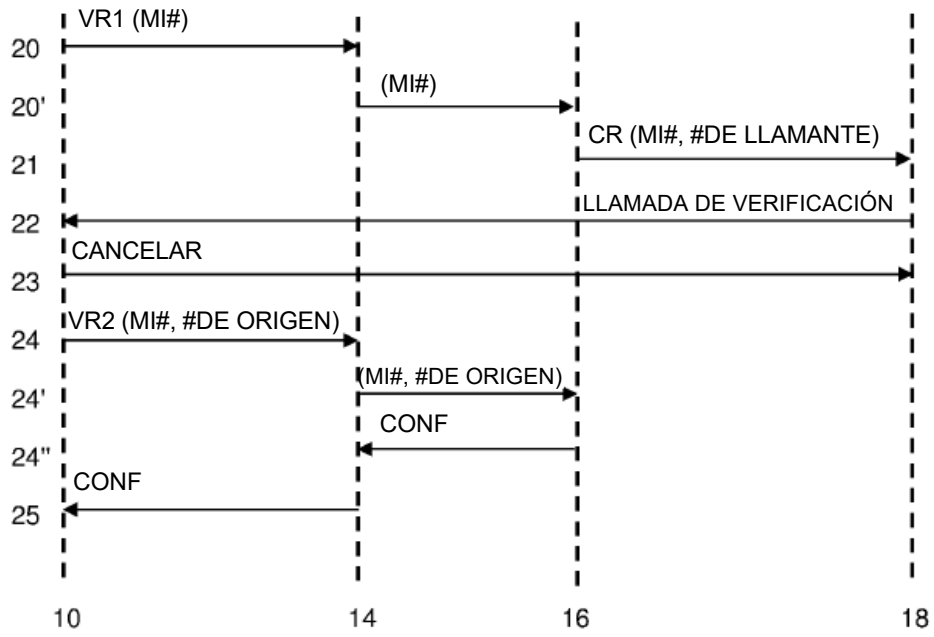 VR1 (MI#)
20
(MI#)
20'
CR (MI#, #DE LLAMANTE)
21
LLAMADA DE VERIFICACIÓN
22
CANCELAR
23
VR2 (MI#, #DE ORIGEN)
24
(MI#, #DE ORIGEN)
24'
CONF
24"
CONF
25
10 14 16 18